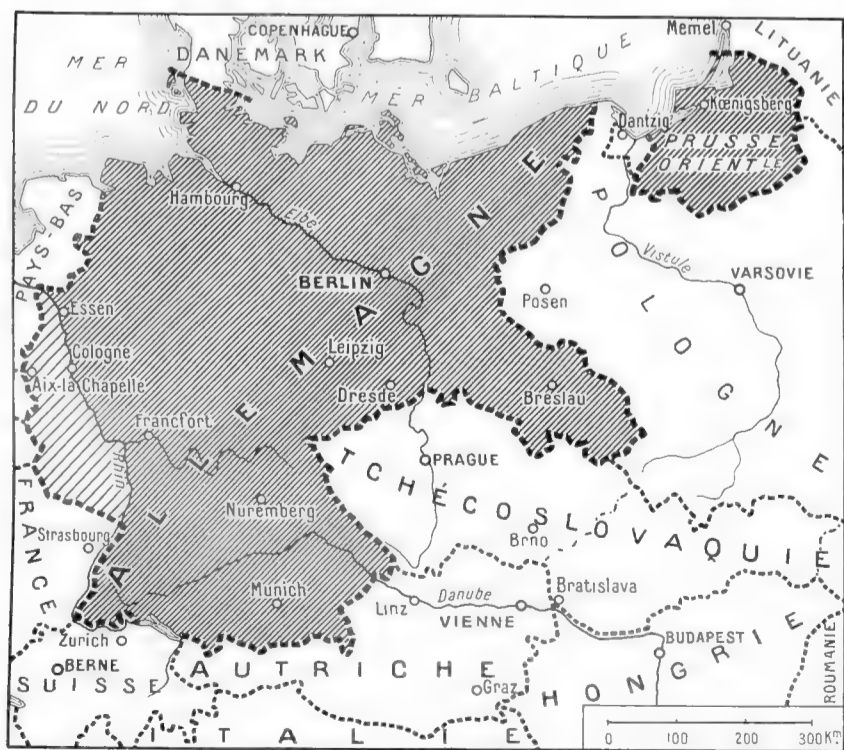 COPENHAGUE
DANEMARK
Memel
LITUANIE
MER
DU NORD
MER BALTIQUE
Kœnigsberg
Dantzig
PRUSSE
ORIENTLE
Hambourg
Elbe
PAYS-BAS
BERLIN
ALLEMAGNE
Posen
Vistule
VARSOVIE
POLOGNE
Essen
Cologne
Aix-la Chapelle
Leipzig
Dresde
Breslau
Francfort
Rhin
PRAGUE
TCHÉCOSLOVAQUIE
Nuremberg
Brno
FRANCE
Strasbourg
Munich
Linz
Danube
VIENNE
Bratislava
Zurich
BERNE
SUISSE
AUTRICHE
Graz
BUDAPEST
HONGRIE
ROUMANIE
ITALIE
0 100 200 300 KM